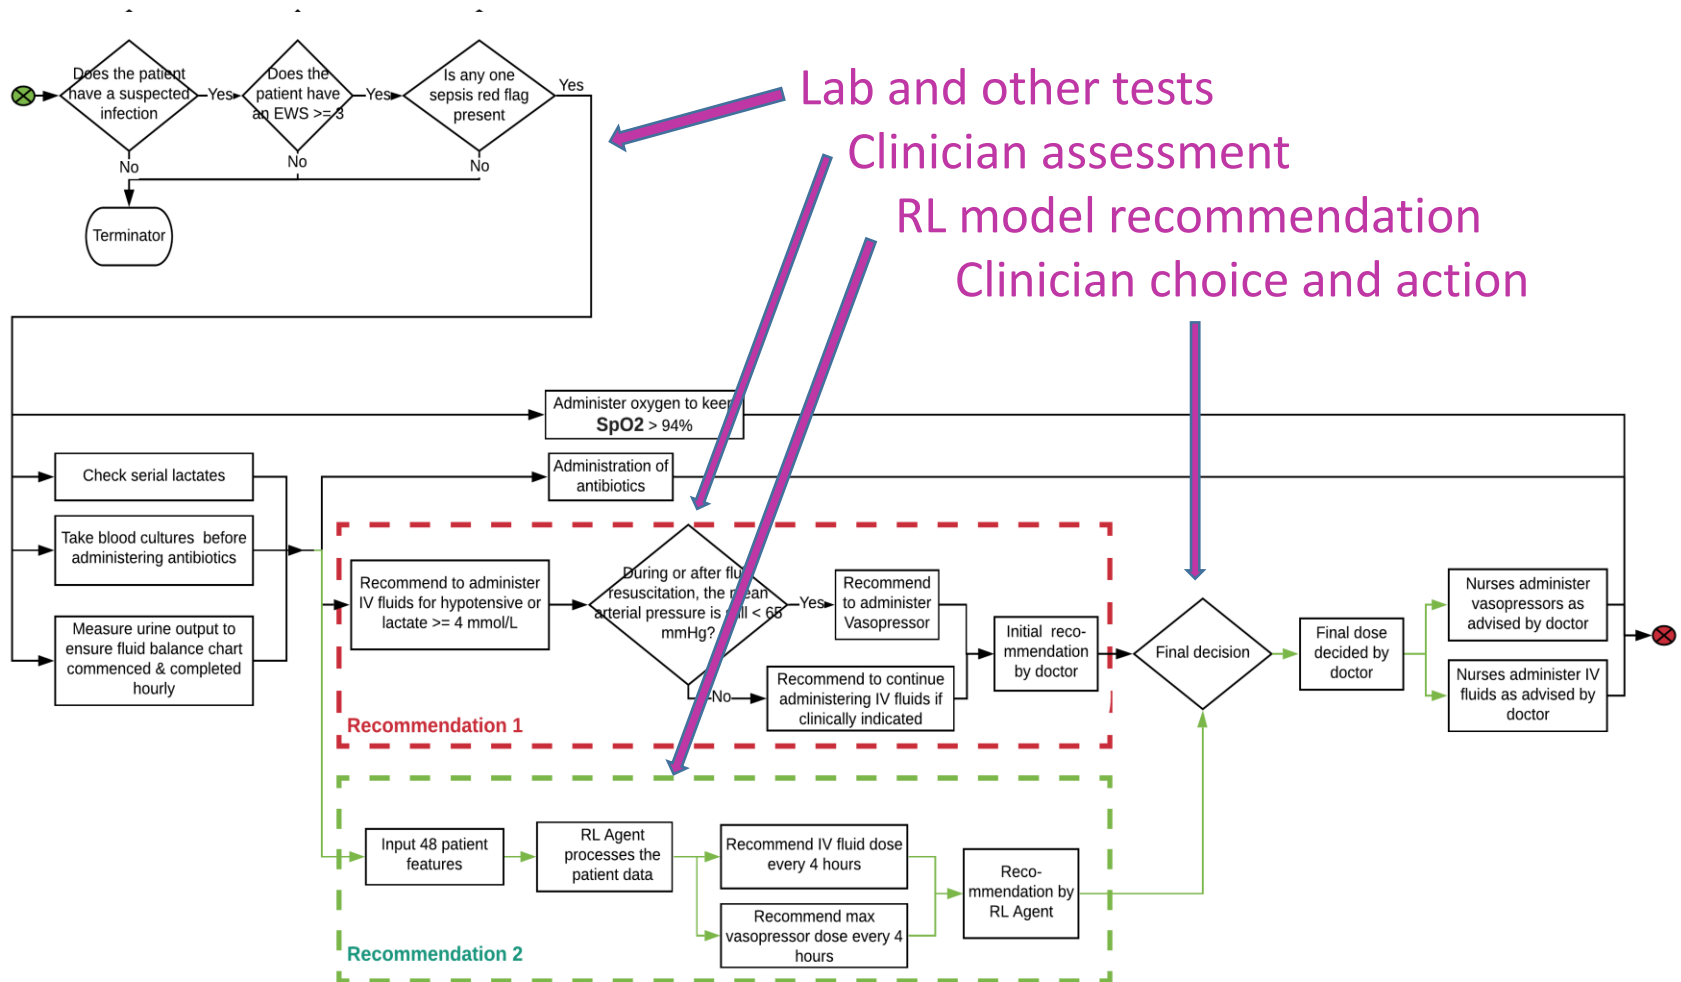 Does the patient
have a suspected
infection
Yes
Does the
patient have
an EWS >= 3
Yes
Is any one
sepsis red flag
present
Yes
No
No
No
Terminator
Lab and other tests
Clinician assessment
RL model recommendation
Clinician choice and action
Administer oxygen to keep
SpO2 > 94%
Check serial lactates
Administration of
antibiotics
Take blood cultures before
administering antibiotics
Measure urine output to
ensure fluid balance chart
commenced & completed
hourly
Recommend to administer
IV fluids for hypotensive or
lactate >= 4 mmol/L
During or after fluid
resuscitation, the mean
arterial pressure is still < 65
mmHg?
Yes
Recommend
to administer
Vasopressor
No
Recommend to continue
administering IV fluids if
clinically indicated
Initial reco-
mmendation
by doctor
Recommendation 1
Final decision
Final dose
decided by
doctor
Nurses administer
vasopressors as
advised by doctor
Nurses administer IV
fluids as advised by
doctor
Input 48 patient
features
RL Agent
processes the
patient data
Recommend IV fluid dose
every 4 hours
Recommend max
vasopressor dose every 4
hours
Reco-
mmendation by
RL Agent
Recommendation 2